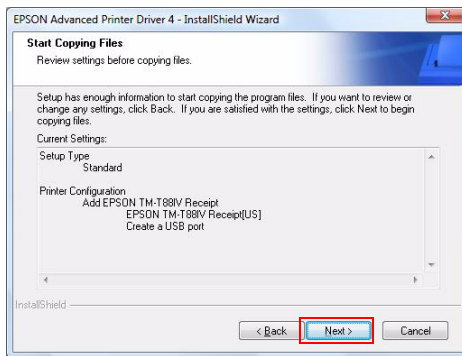 EPSON Advanced Printer Driver 4 - InstallShield Wizard
Start Copying Files
Review settings before copying files.
Setup has enough information to start copying the program files. If you want to review or
change any settings, click Back. If you are satisfied with the settings, click Next to begin
copying files.
Current Settings:
Setup Type
Standard
Printer Configuration
Add EPSON TM-T88IV Receipt
EPSON TM-T88IV Receipt[US]
Create a USB port
InstallShield
< Back
Next >
Cancel